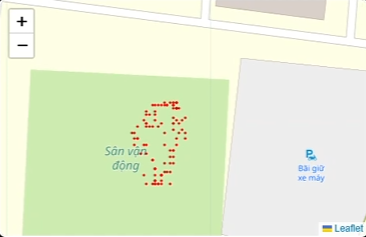 +
−
Sân vận
động
Bãi giữ
xe máy
Leaflet